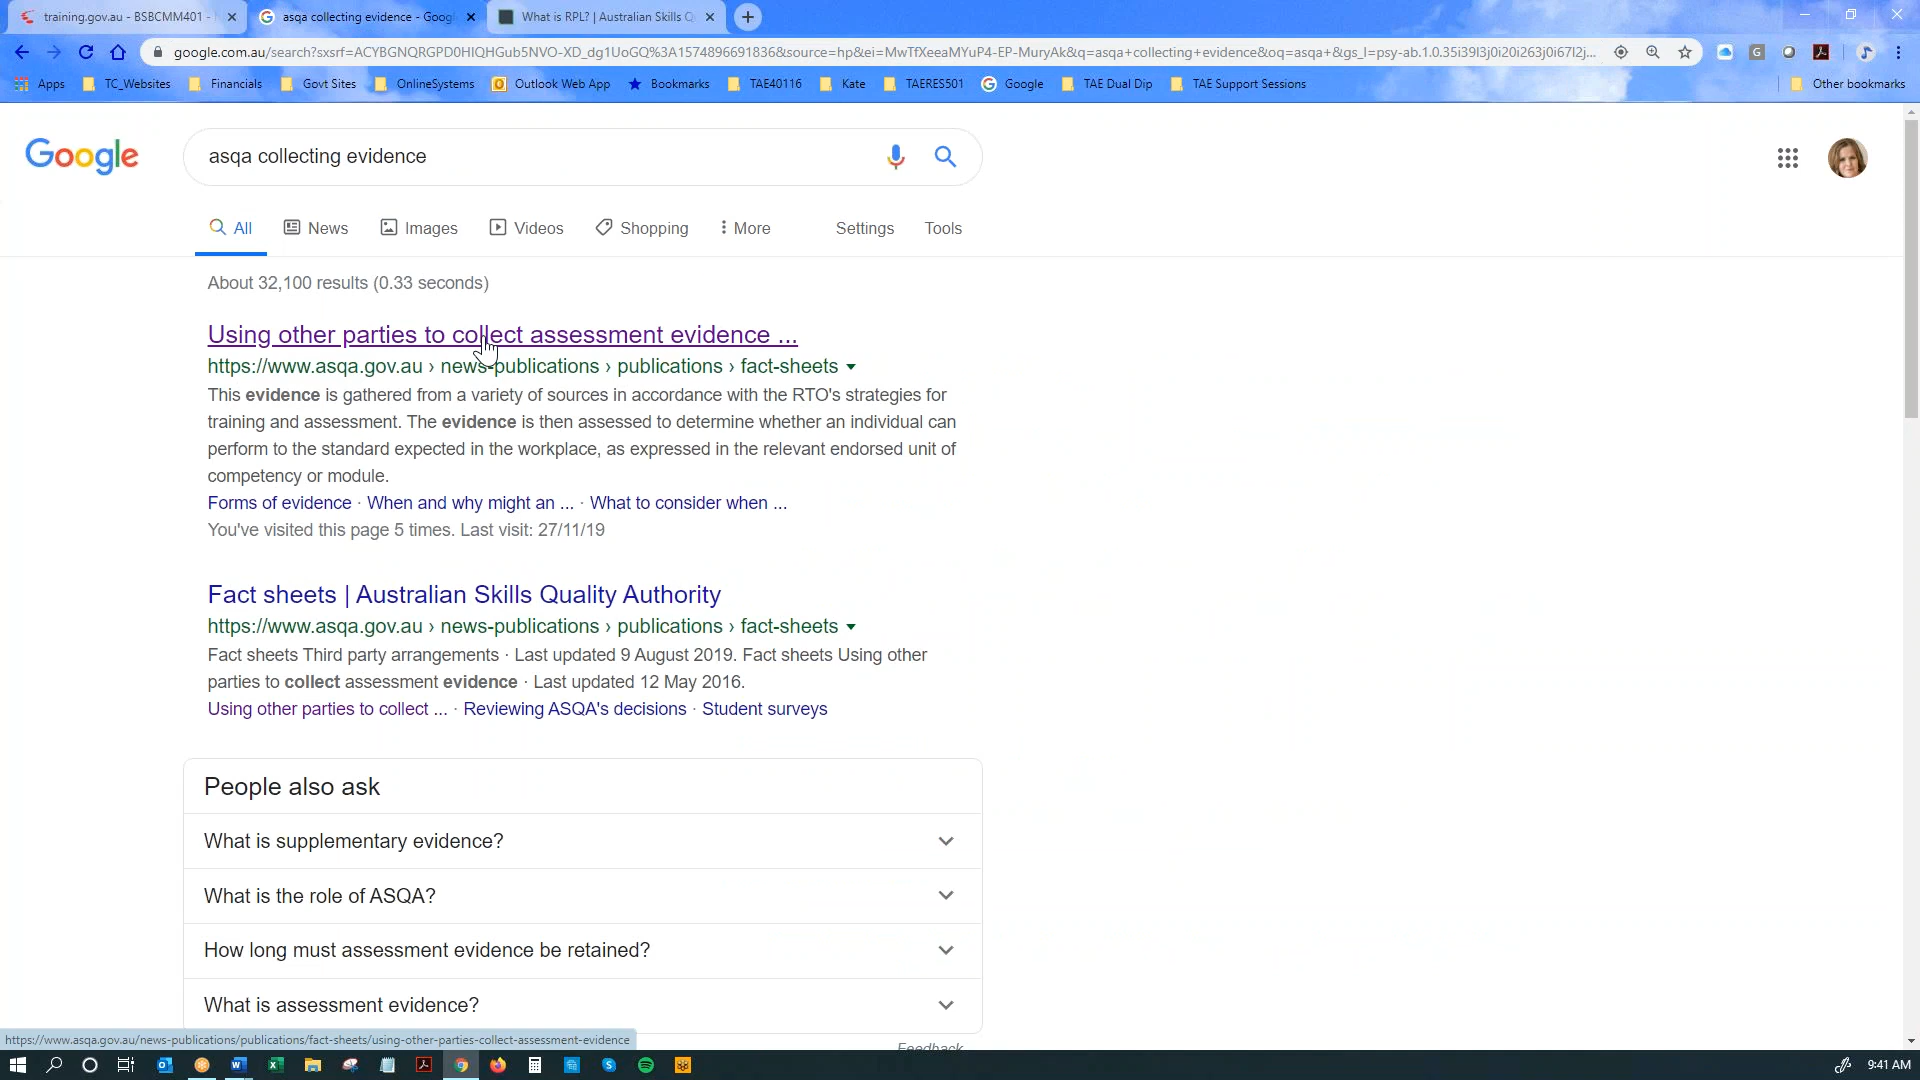 training.gov.au - BSBCMM401 -
asqa collecting evidence - Googl
What is RPL? | Australian Skills Q
google.com.au/search?sxsrf=ACYBGNQRGPD0HIQHGub5NVO-XD_dg1UoGQ%3A1574896691836&source=hp&ei=MwTfXeeaMYuP4-EP-MuryAk&q=asqa+collecting+evidence&oq=asqa+&gs_l=psy-ab.1.0.35i39l3j0i20i263j0i67l2j...
Apps
TC_Websites
Financials
Govt Sites
OnlineSystems
Outlook Web App
Bookmarks
TAE40116
Kate
TAERES501
Google
TAE Dual Dip
TAE Support Sessions
Other bookmarks
Google
asqa collecting evidence
All
News
Images
Videos
Shopping
More
Settings
Tools
About 32,100 results (0.33 seconds)
Using other parties to collect assessment evidence ...
https://www.asqa.gov.au › news-publications › publications › fact-sheets
This evidence is gathered from a variety of sources in accordance with the RTO's strategies for
training and assessment. The evidence is then assessed to determine whether an individual can
perform to the standard expected in the workplace, as expressed in the relevant endorsed unit of
competency or module.
Forms of evidence · When and why might an ... · What to consider when ...
You've visited this page 5 times. Last visit: 27/11/19
Fact sheets | Australian Skills Quality Authority
https://www.asqa.gov.au › news-publications › publications › fact-sheets
Fact sheets Third party arrangements · Last updated 9 August 2019. Fact sheets Using other
parties to collect assessment evidence · Last updated 12 May 2016.
Using other parties to collect ... · Reviewing ASQA's decisions · Student surveys
People also ask
What is supplementary evidence?
What is the role of ASQA?
How long must assessment evidence be retained?
What is assessment evidence?
Feedback
https://www.asqa.gov.au/news-publications/publications/fact-sheets/using-other-parties-collect-assessment-evidence
9:41 AM